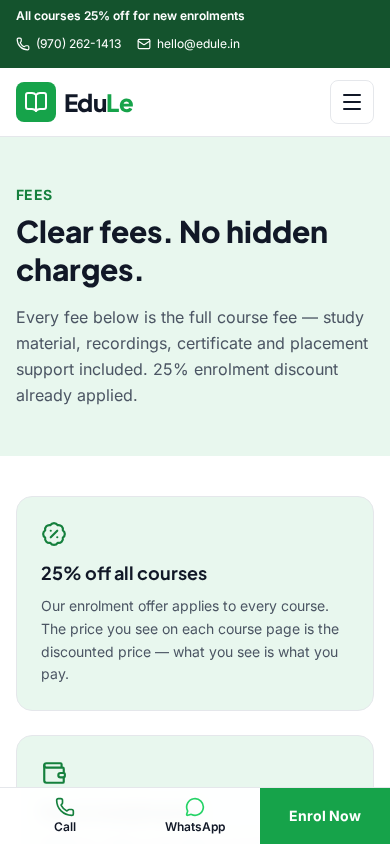 All courses 25% off for new enrolments
(970) 262-1413 hello@edule.in
EduLe
FEES
Clear fees. No hidden
charges.
Every fee below is the full course fee — study
material, recordings, certificate and placement
support included. 25% enrolment discount
already applied.
25% off all courses
Our enrolment offer applies to every course.
The price you see on each course page is the
discounted price — what you see is what you
pay.
Call WhatsApp Enrol Now